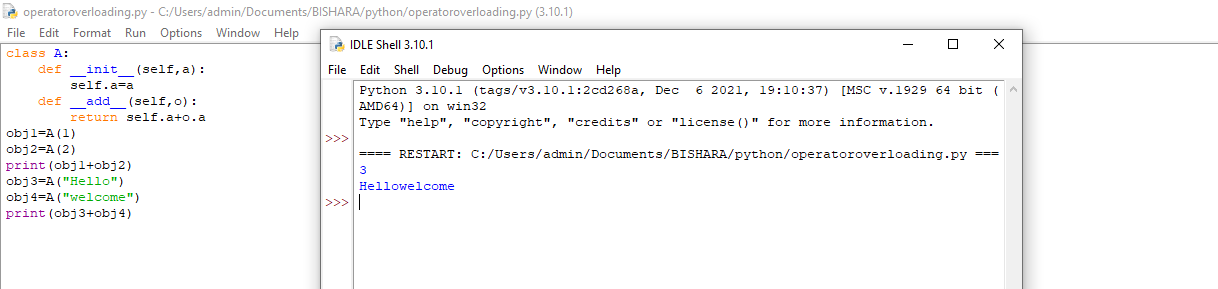 operatoroverloading.py - C:/Users/admin/Documents/BISHARA/python/operatoroverloading.py (3.10.1)
File Edit Format Run Options Window Help
class A:
    def __init__(self,a):
        self.a=a
    def __add__(self,o):
        return self.a+o.a
obj1=A(1)
obj2=A(2)
print(obj1+obj2)
obj3=A("Hello")
obj4=A("welcome")
print(obj3+obj4)
IDLE Shell 3.10.1
File Edit Shell Debug Options Window Help
Python 3.10.1 (tags/v3.10.1:2cd268a, Dec  6 2021, 19:10:37) [MSC v.1929 64 bit (
AMD64)] on win32
Type "help", "copyright", "credits" or "license()" for more information.
>>>
==== RESTART: C:/Users/admin/Documents/BISHARA/python/operatoroverloading.py ===
3
Hellowelcome
>>>